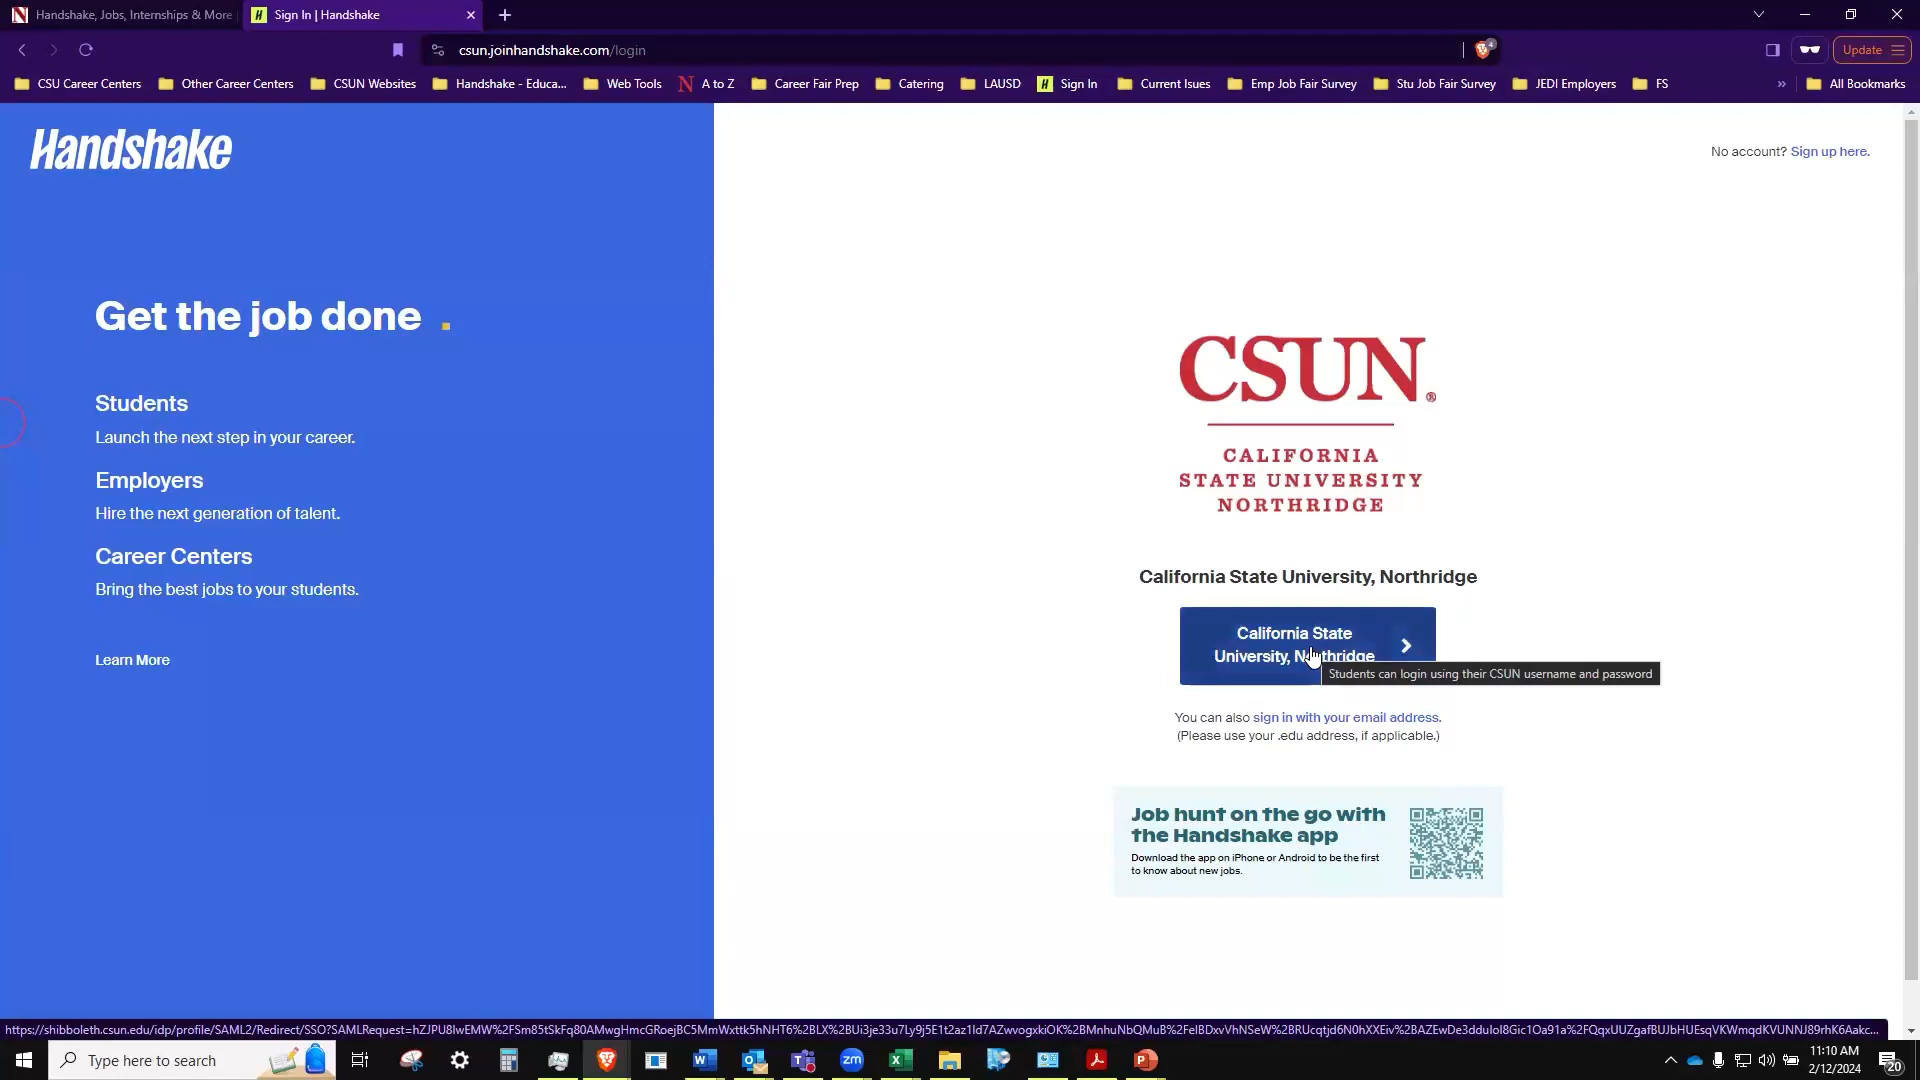 Handshake, Jobs, Internships & More
Sign In | Handshake
csun.joinhandshake.com/login
4
Update
CSU Career Centers
Other Career Centers
CSUN Websites
Handshake - Educa...
Web Tools
A to Z
Career Fair Prep
Catering
LAUSD
Sign In
Current Isues
Emp Job Fair Survey
Stu Job Fair Survey
JEDI Employers
FS
»
All Bookmarks
Handshake
No account? Sign up here.
Get the job done .
Students
Launch the next step in your career.
Employers
Hire the next generation of talent.
Career Centers
Bring the best jobs to your students.
Learn More
CSUN®
CALIFORNIA
STATE UNIVERSITY
NORTHRIDGE
California State University, Northridge
California State
University, Northridge
Students can login using their CSUN username and password
You can also sign in with your email address.
(Please use your .edu address, if applicable.)
Job hunt on the go with
the Handshake app
Download the app on iPhone or Android to be the first
to know about new jobs.
Type here to search
11:10 AM
2/12/2024
20